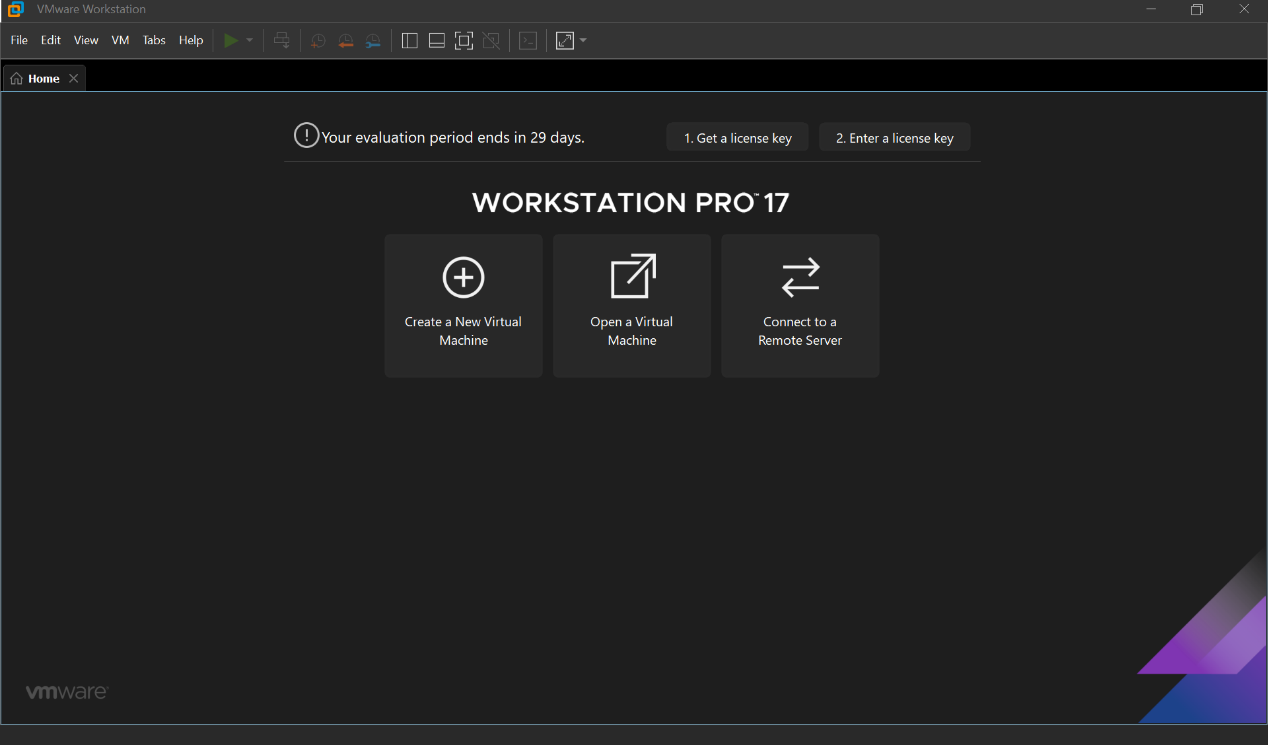 VMware Workstation
File Edit View VM Tabs Help
Home
Your evaluation period ends in 29 days.
1. Get a license key
2. Enter a license key
WORKSTATION PRO™ 17
Create a New Virtual
Machine
Open a Virtual
Machine
Connect to a
Remote Server
vmware®